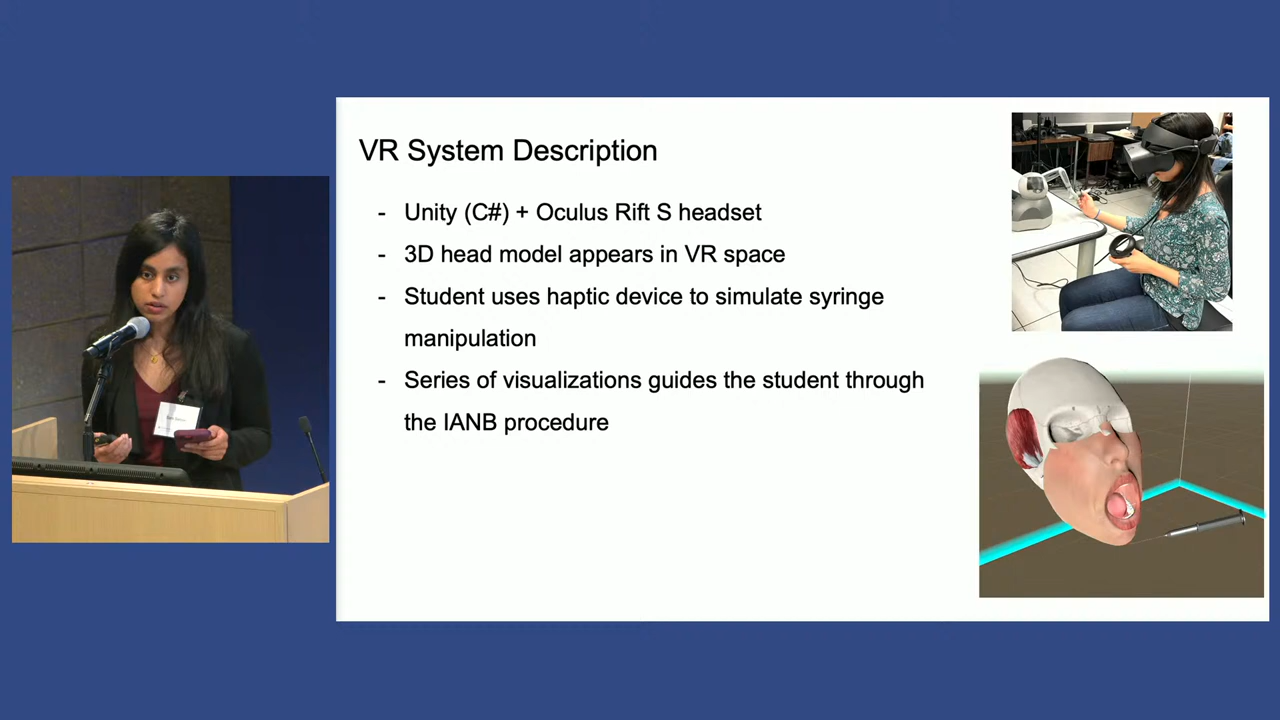 VR System Description
- Unity (C#) + Oculus Rift S headset
- 3D head model appears in VR space
- Student uses haptic device to simulate syringe
manipulation
- Series of visualizations guides the student through
the IANB procedure